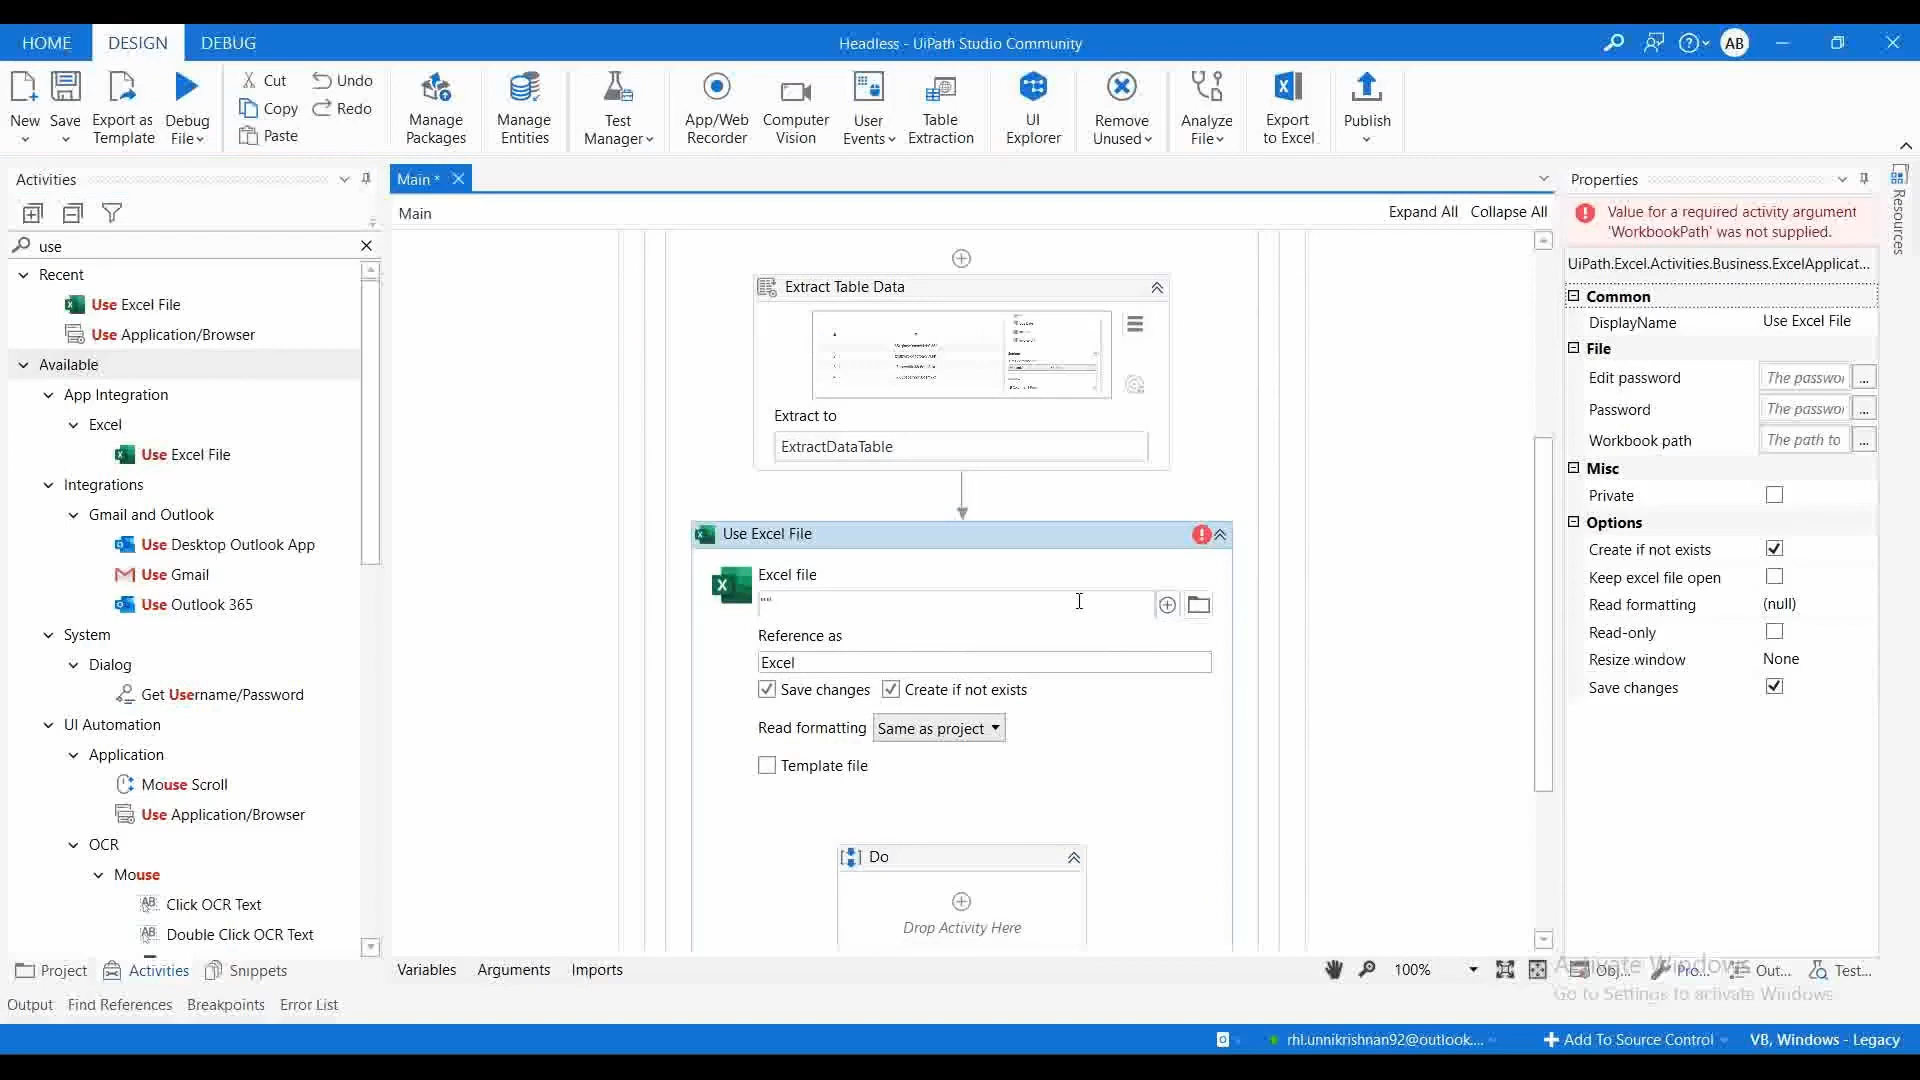 HOME DESIGN DEBUG
Headless - UiPath Studio Community
AB
New
Save
Export as
Template
Debug
File
Cut
Copy
Paste
Undo
Redo
Manage
Packages
Manage
Entities
Test
Manager
App/Web
Recorder
Computer
Vision
User
Events
Table
Extraction
UI
Explorer
Remove
Unused
Analyze
File
Export
to Excel
Publish
Activities
use
Recent
Use Excel File
Use Application/Browser
Available
App Integration
Excel
Use Excel File
Integrations
Gmail and Outlook
Use Desktop Outlook App
Use Gmail
Use Outlook 365
System
Dialog
Get Username/Password
UI Automation
Application
Mouse Scroll
Use Application/Browser
OCR
Mouse
Click OCR Text
Double Click OCR Text
Project Activities Snippets
Main *
Main
Expand All Collapse All
Extract Table Data
Extract to
ExtractDataTable
Use Excel File
Excel file
""
Reference as
Excel
Save changes Create if not exists
Read formatting Same as project
Template file
Do
Drop Activity Here
Variables Arguments Imports
100%
Properties
Value for a required activity argument
'WorkbookPath' was not supplied.
UiPath.Excel.Activities.Business.ExcelApplicat...
Common
DisplayName Use Excel File
File
Edit password The passwoi ...
Password The passwoi ...
Workbook path The path to ...
Misc
Private
Options
Create if not exists
Keep excel file open
Read formatting (null)
Read-only
Resize window None
Save changes
Resources
Obj... Pro... Out... Test...
Activate Windows
Go to Settings to activate Windows.
Output Find References Breakpoints Error List
rhl.unnikrishnan92@outlook....
Add To Source Control
VB, Windows - Legacy